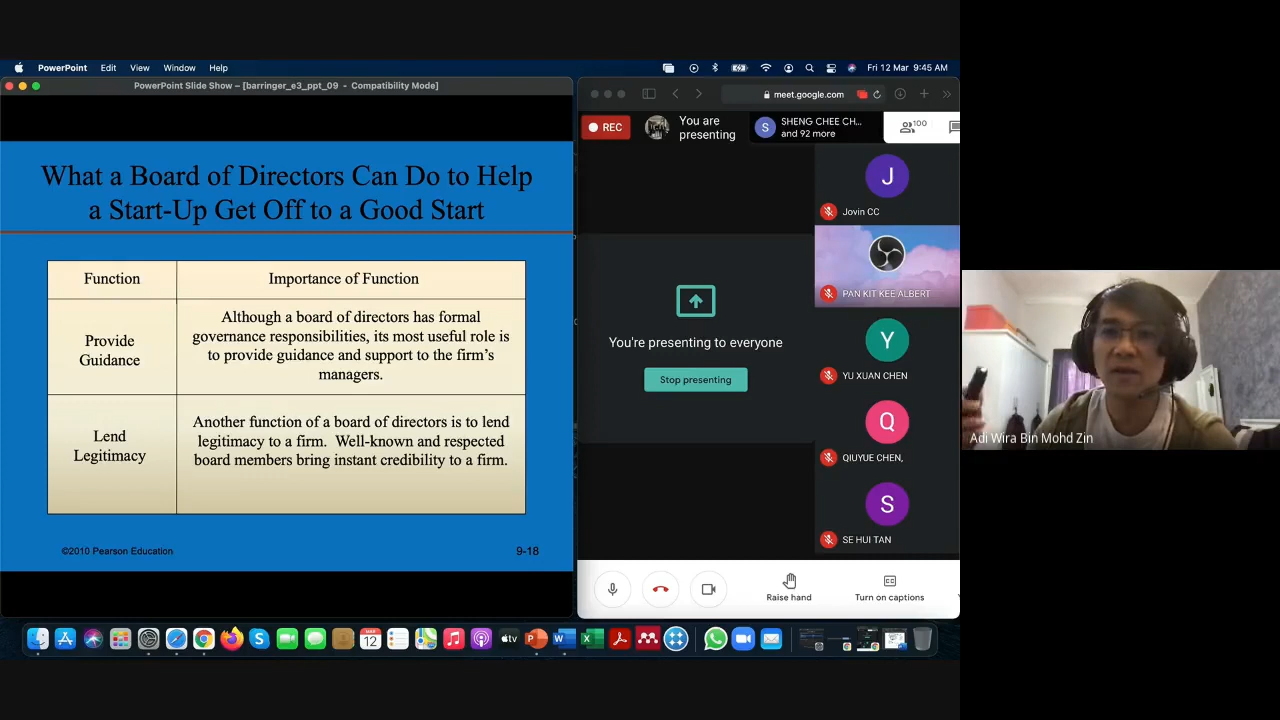 PowerPoint Edit View Window Help
Fri 12 Mar 9:45 AM
PowerPoint Slide Show – [barringer_e3_ppt_09 - Compatibility Mode]
What a Board of Directors Can Do to Help
a Start-Up Get Off to a Good Start
Function
Importance of Function
Provide
Guidance
Although a board of directors has formal
governance responsibilities, its most useful role is
to provide guidance and support to the firm's
managers.
Lend
Legitimacy
Another function of a board of directors is to lend
legitimacy to a firm. Well-known and respected
board members bring instant credibility to a firm.
©2010 Pearson Education
9-18
meet.google.com
REC
You are
presenting
S
SHENG CHEE CH...
and 92 more
100
J
Jovin CC
PAN KIT KEE ALBERT
Y
YU XUAN CHEN
Q
QIUYUE CHEN,
S
SE HUI TAN
You're presenting to everyone
Stop presenting
Raise hand
Turn on captions
Adi Wira Bin Mohd Zin
MAR
12
tv